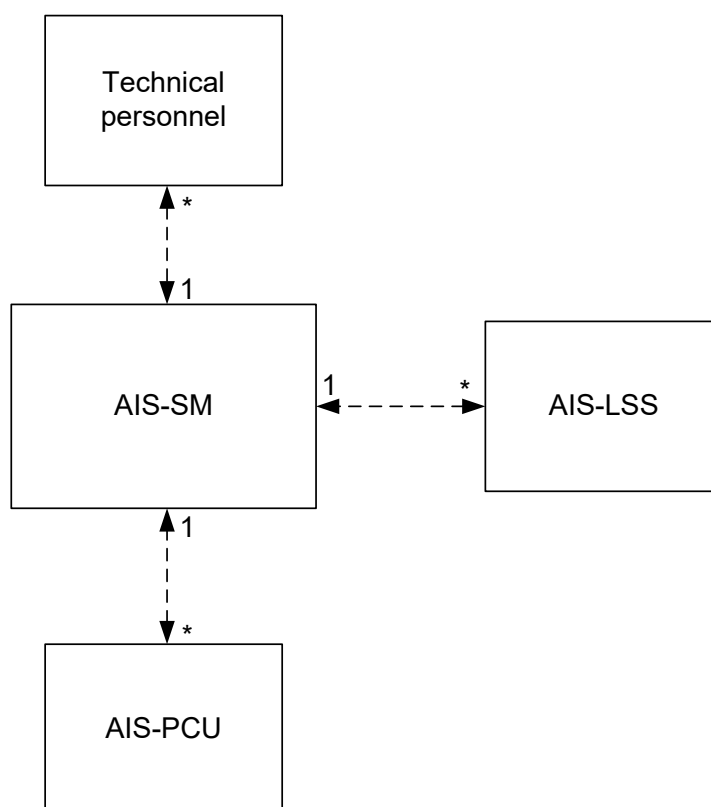 Technical
personnel
*
1
AIS-SM
1
*
AIS-LSS
1
*
AIS-PCU